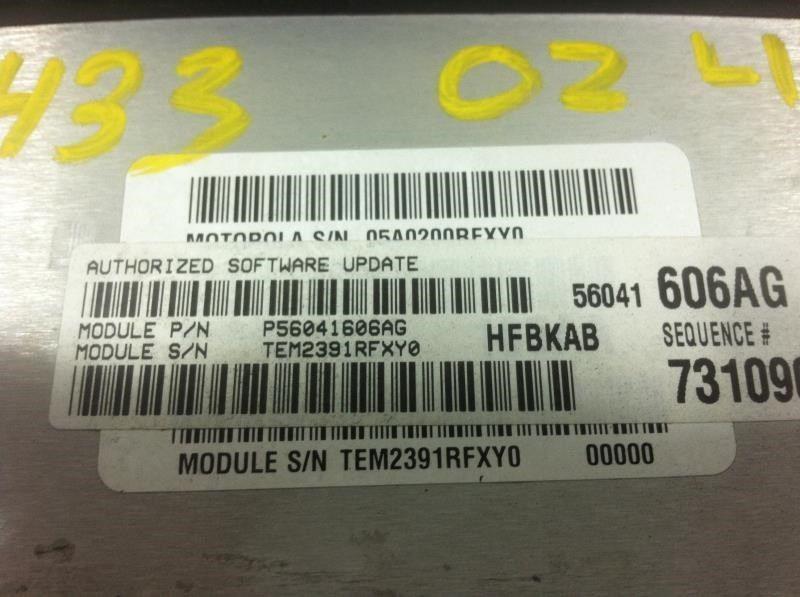 433 02 LI
MOTOROLA S/N 05A0200RFXY0
AUTHORIZED SOFTWARE UPDATE
56041 606AG
MODULE P/N P56041606AG
MODULE S/N TEM2391RFXY0
HFBKAB
SEQUENCE #
731090
MODULE S/N TEM2391RFXY0 00000